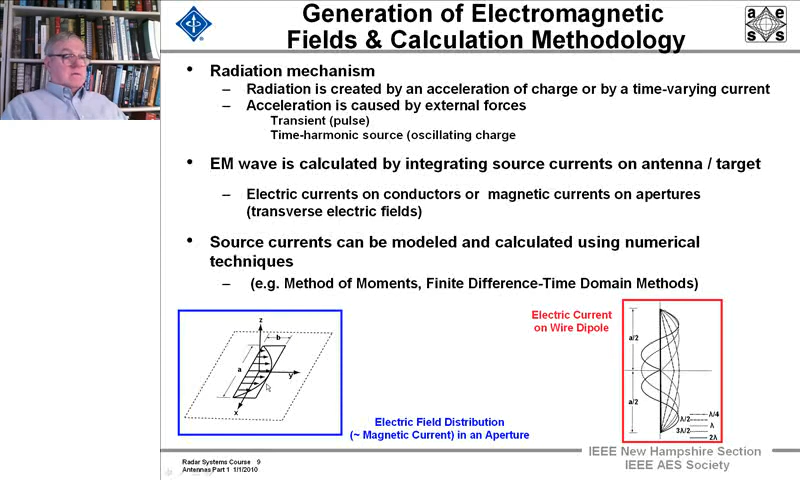 Generation of Electromagnetic
Fields & Calculation Methodology
a e
s s
• Radiation mechanism
– Radiation is created by an acceleration of charge or by a time-varying current
– Acceleration is caused by external forces
Transient (pulse)
Time-harmonic source (oscillating charge
• EM wave is calculated by integrating source currents on antenna / target
– Electric currents on conductors or magnetic currents on apertures
(transverse electric fields)
• Source currents can be modeled and calculated using numerical
techniques
– (e.g. Method of Moments, Finite Difference-Time Domain Methods)
z
b
a
y
x
Electric Field Distribution
(~ Magnetic Current) in an Aperture
Electric Current
on Wire Dipole
a/2
a/2
λ/4
λ/2
λ
3λ/2
2λ
Radar Systems Course 9
Antennas Part 1 1/1/2010
IEEE New Hampshire Section
IEEE AES Society